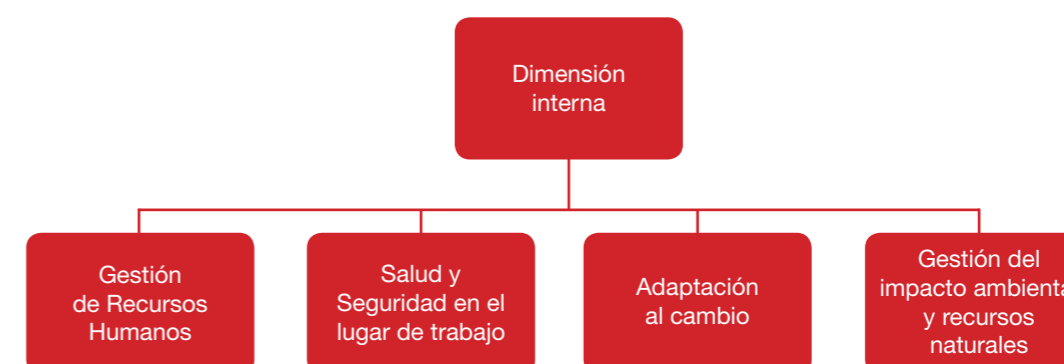 Dimensión
interna
Gestión
de Recursos
Humanos
Salud y
Seguridad en el
lugar de trabajo
Adaptación
al cambio
Gestión del
impacto
y recursos
naturales